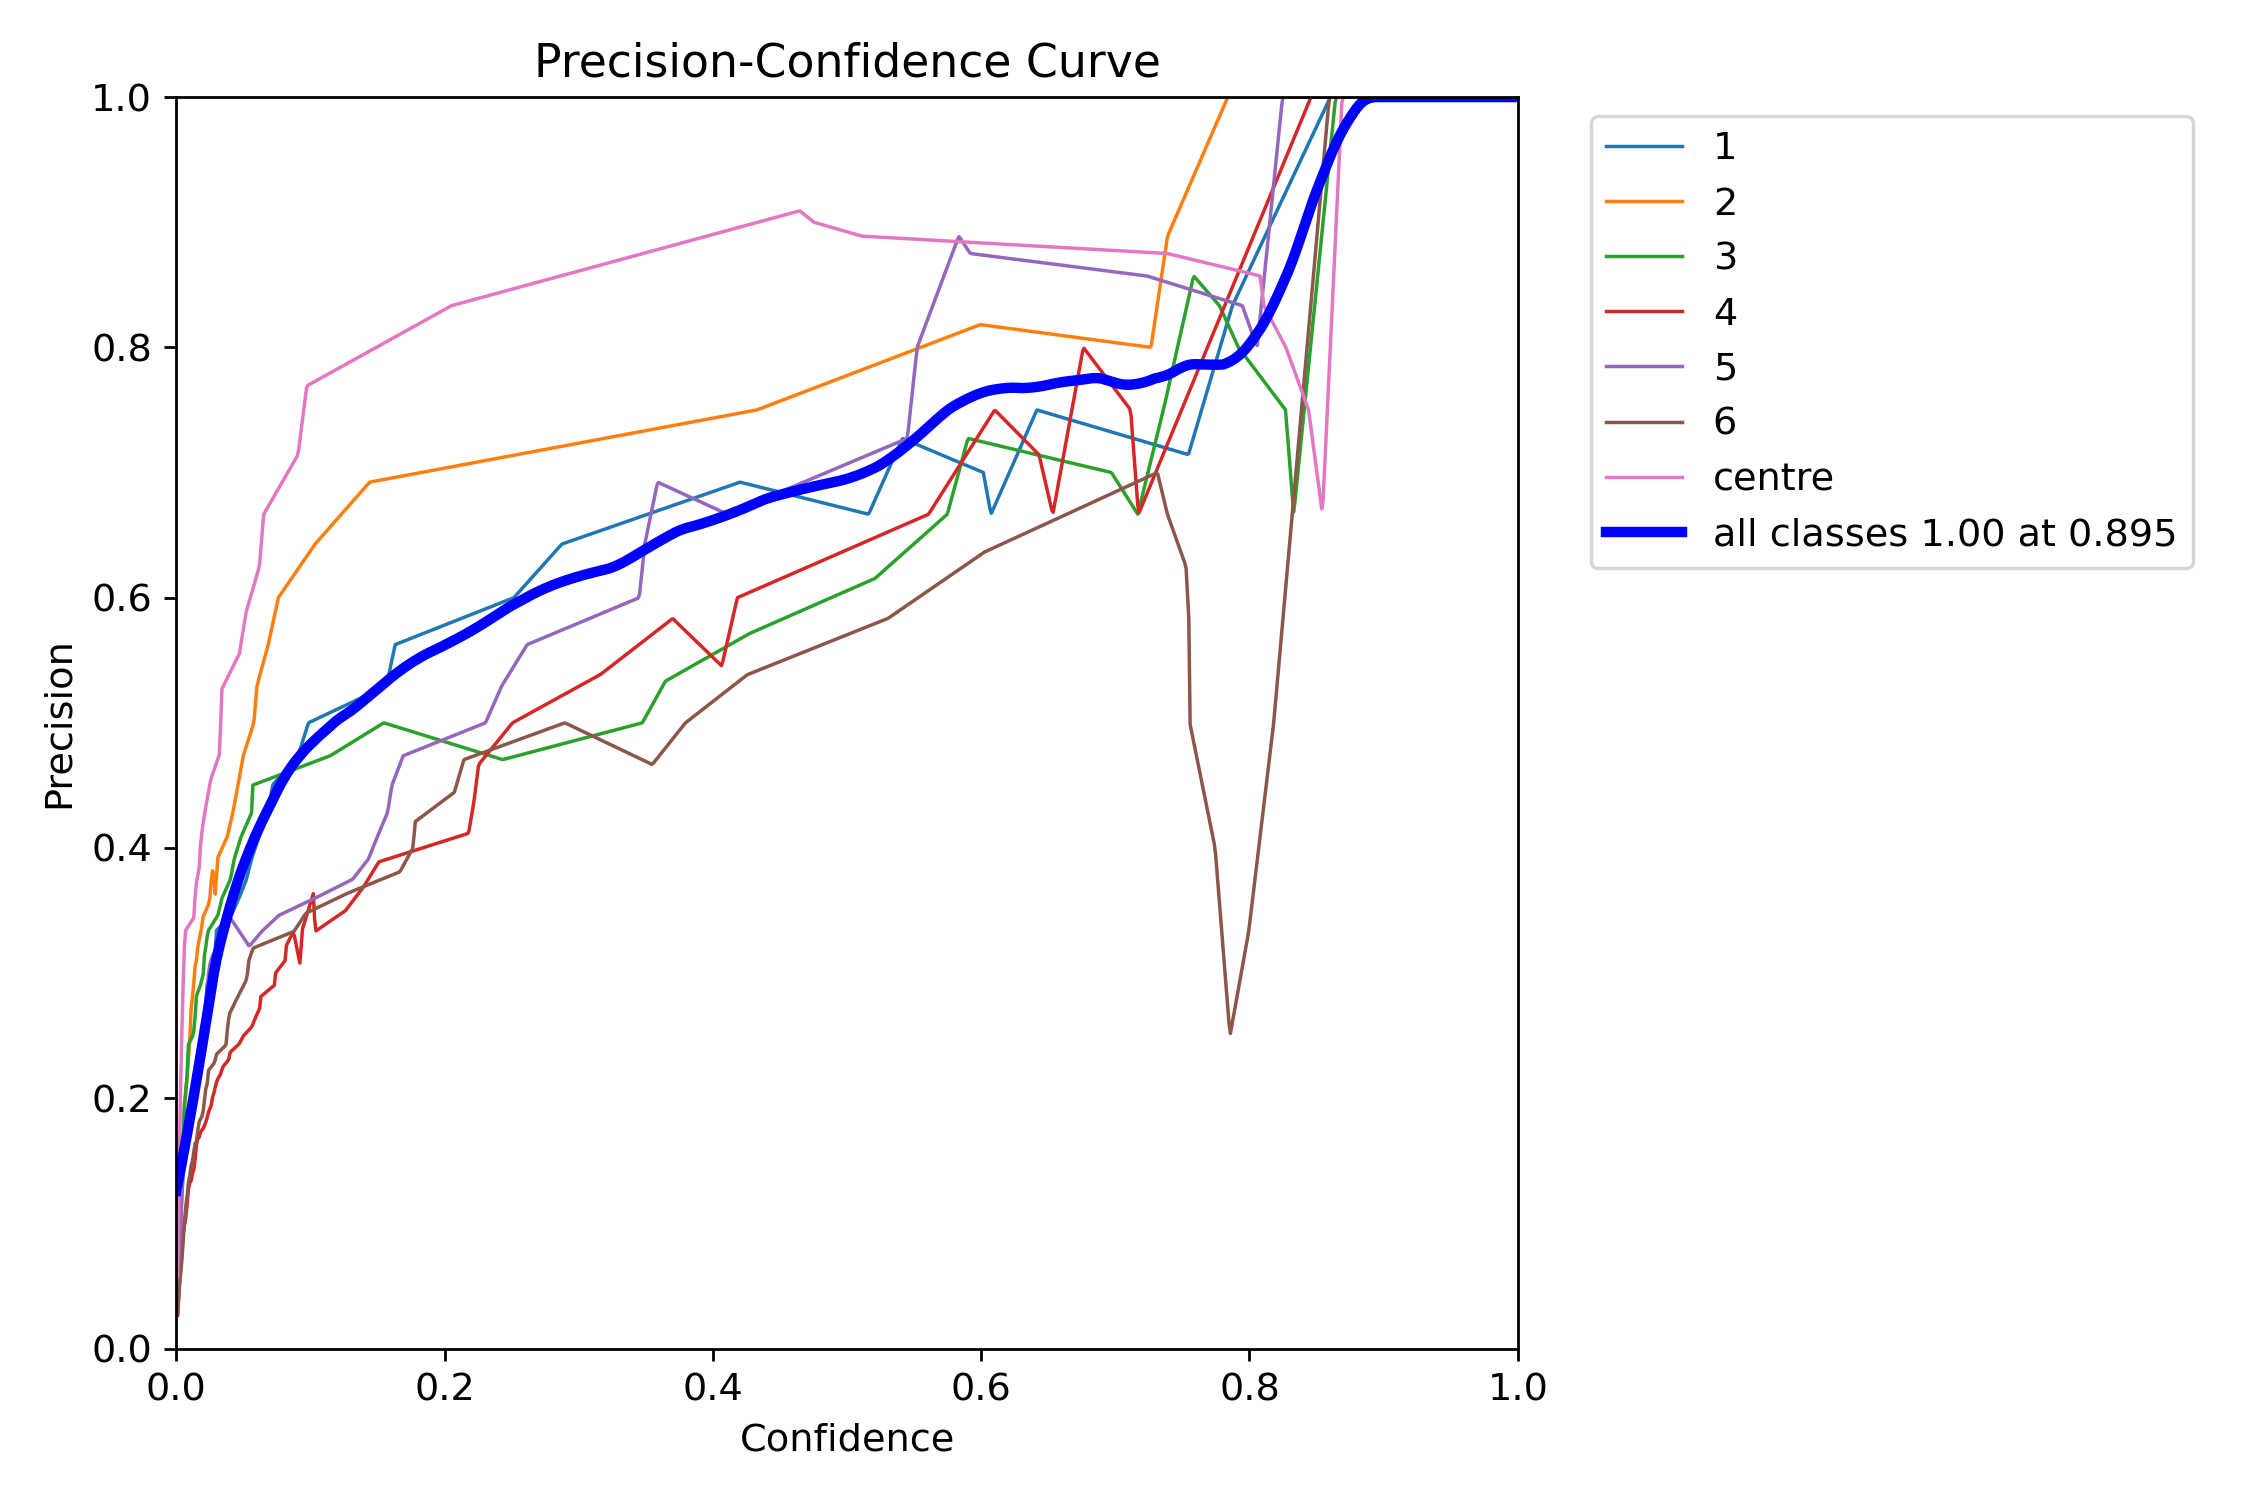 Precision-Confidence Curve
1.0
0.8
0.6
0.4
0.2
0.0
Precision
0.0 0.2 0.4 0.6 0.8 1.0
Confidence
1
2
3
4
5
6
centre
all classes 1.00 at 0.895